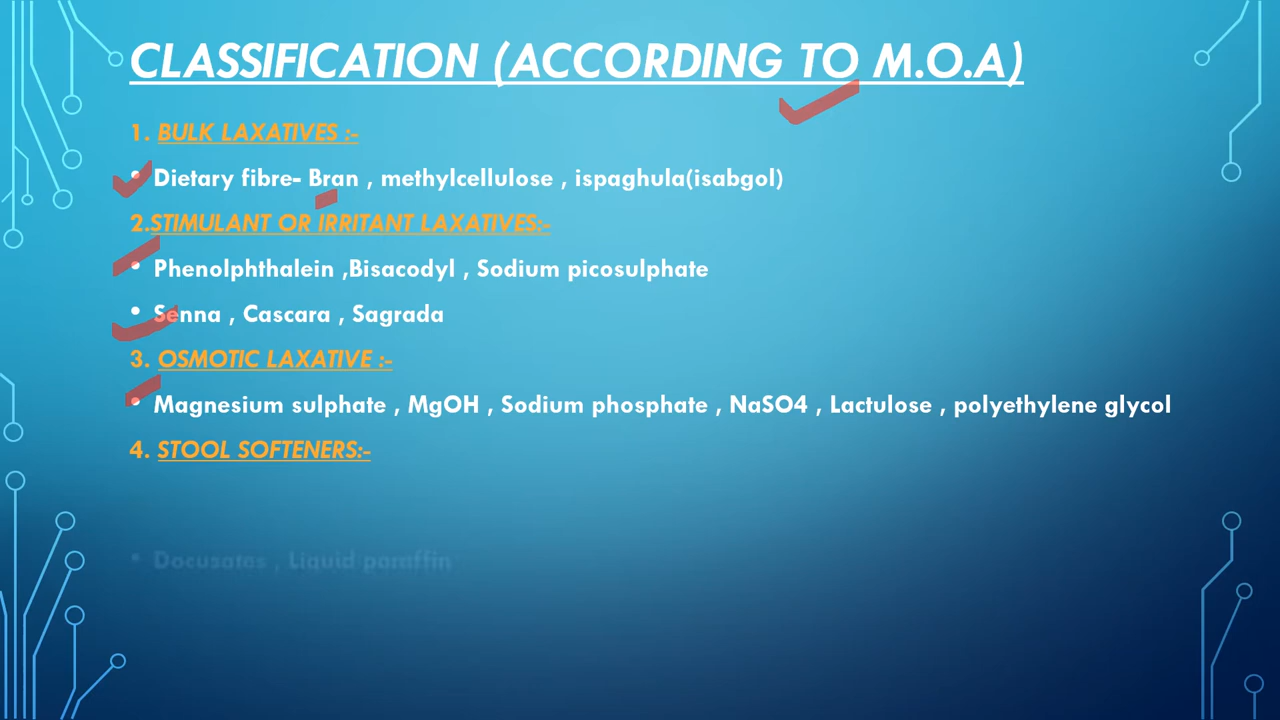 CLASSIFICATION (ACCORDING TO M.O.A)
1. BULK LAXATIVES :-
• Dietary fibre- Bran , methylcellulose , ispaghula(isabgol)
2.STIMULANT OR IRRITANT LAXATIVES:-
• Phenolphthalein ,Bisacodyl , Sodium picosulphate
• Senna , Cascara , Sagrada
3. OSMOTIC LAXATIVE :-
• Magnesium sulphate , MgOH , Sodium phosphate , NaSO4 , Lactulose , polyethylene glycol
4. STOOL SOFTENERS:-
• Docusates , Liquid paraffin